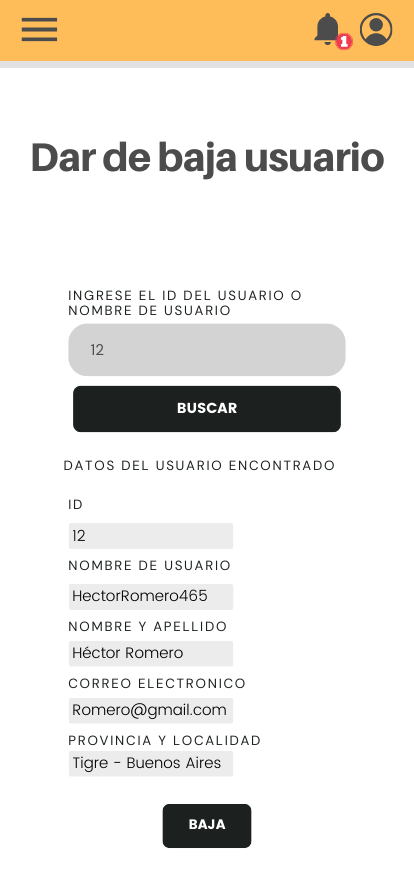 1
Dar de baja usuario
INGRESE EL ID DEL USUARIO O
NOMBRE DE USUARIO
12
BUSCAR
DATOS DEL USUARIO ENCONTRADO
ID
12
NOMBRE DE USUARIO
HectorRomero465
NOMBRE Y APELLIDO
Héctor Romero
CORREO ELECTRONICO
Romero@gmail.com
PROVINCIA Y LOCALIDAD
Tigre - Buenos Aires
BAJA